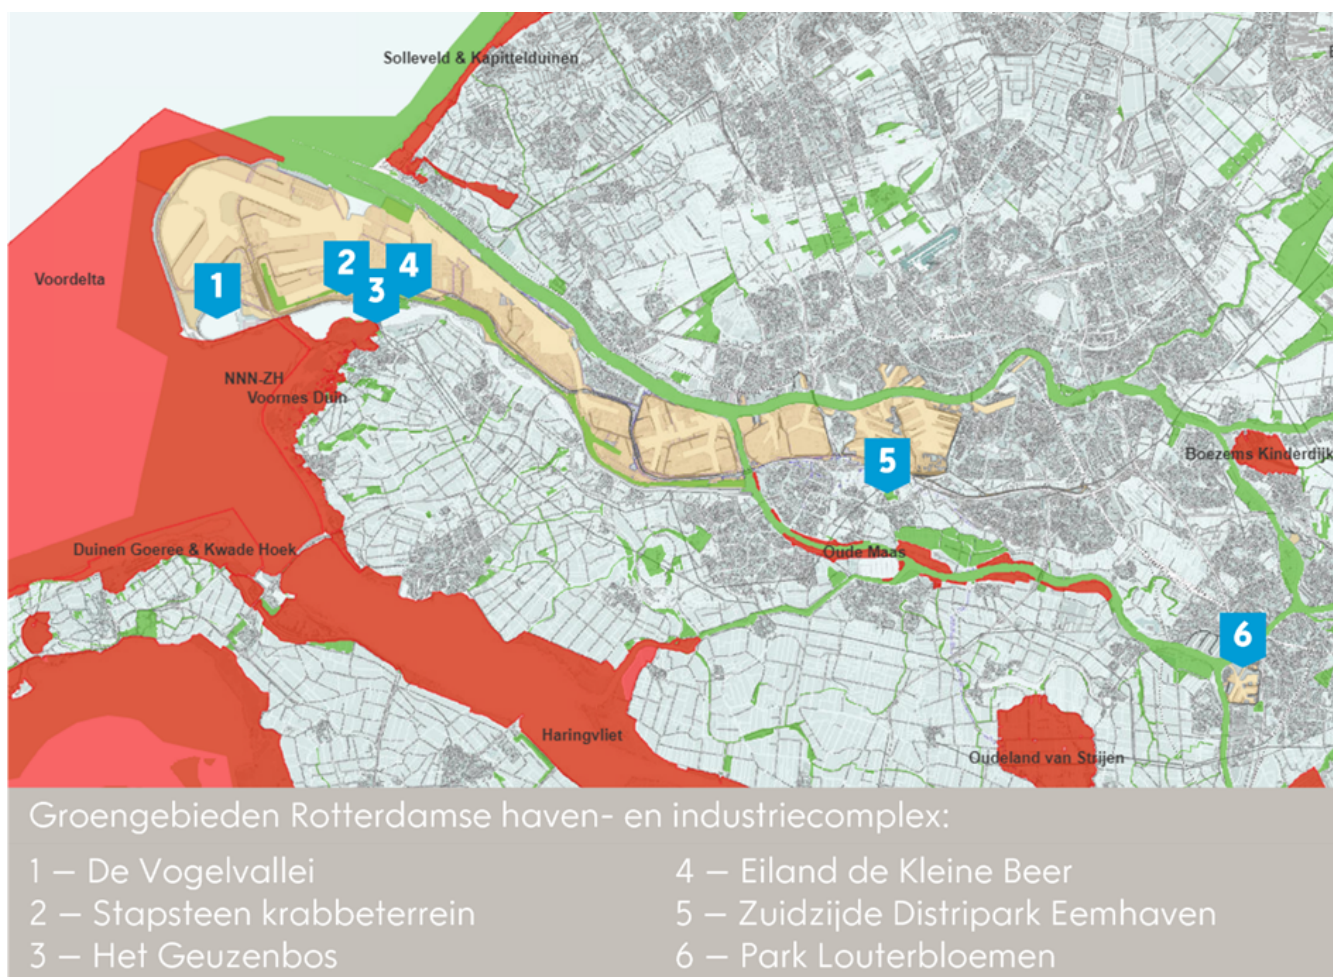 Solleveld & Kapittelduinen
Voordelta
1
2
3
4
NNN-ZH
Voornes Duin
5
Boezems Kinderdijk
Duinen Goeree & Kwade Hoek
Oude Maas
6
Haringvliet
Oudeland van Strijen
Groengebieden Rotterdamse haven- en industriecomplex:
1 – De Vogelvallei
2 – Stapsteen krabbeterrein
3 – Het Geuzenbos
4 – Eiland de Kleine Beer
5 – Zuidzijde Distripark Eemhaven
6 – Park Louterbloemen